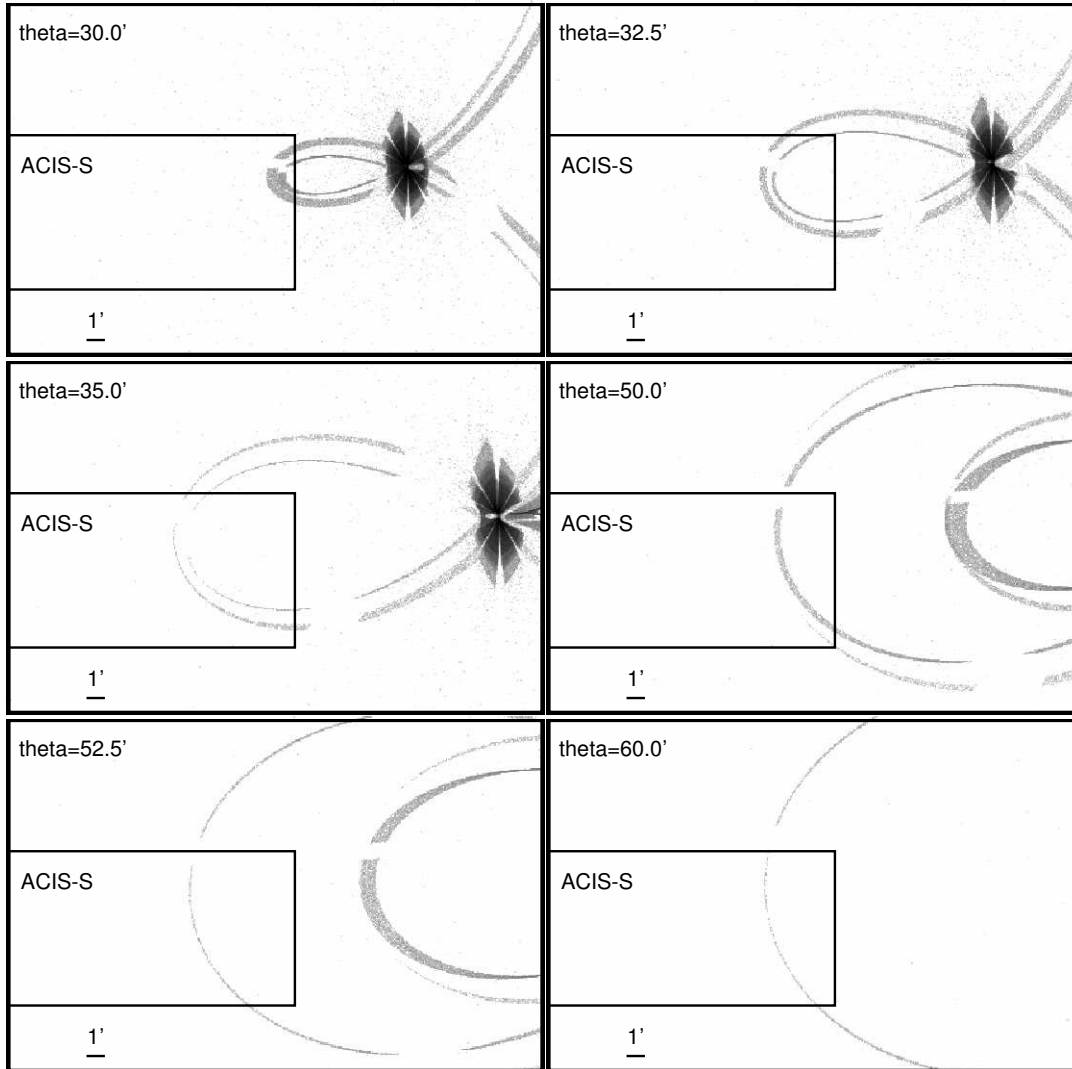 theta=30.0'
ACIS-S
1'
theta=32.5'
ACIS-S
1'
theta=35.0'
ACIS-S
1'
theta=50.0'
ACIS-S
1'
theta=52.5'
ACIS-S
1'
theta=60.0'
ACIS-S
1'